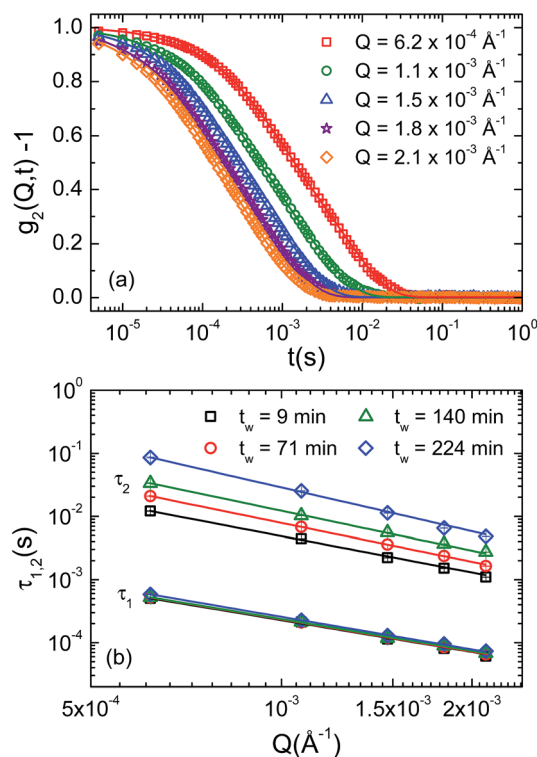 1.0
0.8
0.6
0.4
0.2
0.0
g₂(Q,t) -1
Q = 6.2 x 10⁻⁴ Å⁻¹
Q = 1.1 x 10⁻³ Å⁻¹
Q = 1.5 x 10⁻³ Å⁻¹
Q = 1.8 x 10⁻³ Å⁻¹
Q = 2.1 x 10⁻³ Å⁻¹
(a)
10⁻⁵ 10⁻⁴ 10⁻³ 10⁻² 10⁻¹ 10⁰
t(s)
10⁰
10⁻¹
10⁻²
10⁻³
10⁻⁴
τ₁,₂(s)
t_w = 9 min t_w = 140 min
t_w = 71 min t_w = 224 min
τ₂
τ₁
(b)
5x10⁻⁴ 10⁻³ 1.5x10⁻³ 2x10⁻³
Q(Å⁻¹)